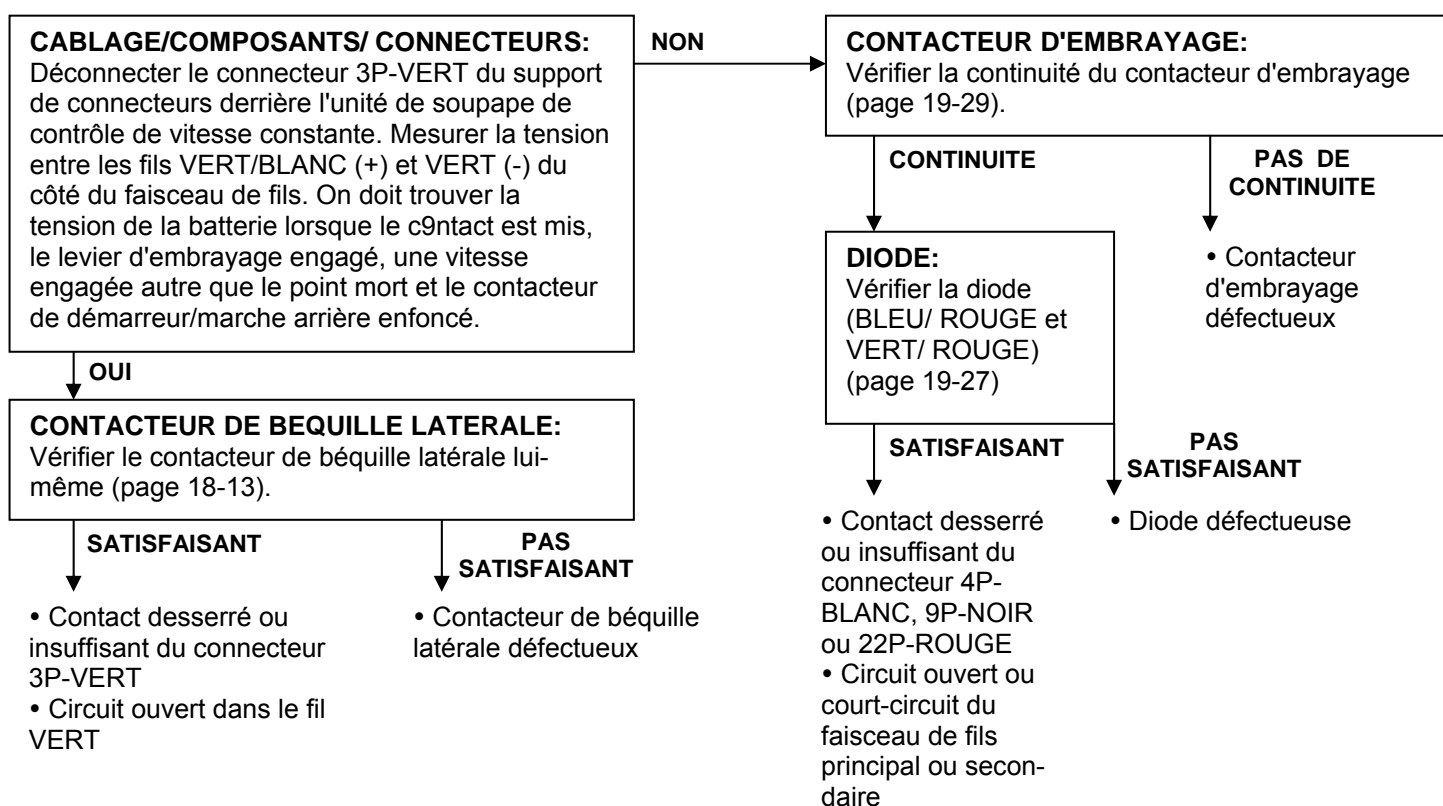 CABLAGE/COMPOSANTS/ CONNECTEURS:
Déconnecter le connecteur 3P-VERT du support
de connecteurs derrière l'unité de soupape de
contrôle de vitesse constante. Mesurer la tension
entre les fils VERT/BLANC (+) et VERT (-) du
côté du faisceau de fils. On doit trouver la
tension de la batterie lorsque le c9ntact est mis,
le levier d'embrayage engagé, une vitesse
engagée autre que le point mort et le contacteur
de démarreur/marche arrière enfoncé.
OUI
CONTACTEUR DE BEQUILLE LATERALE:
Vérifier le contacteur de béquille latérale lui-
même (page 18-13).
SATISFAISANT
• Contact desserré ou
insuffisant du connecteur
3P-VERT
• Circuit ouvert dans le fil
VERT
PAS
SATISFAISANT
• Contacteur de béquille
latérale défectueux
NON
CONTACTEUR D'EMBRAYAGE:
Vérifier la continuité du contacteur d'embrayage
(page 19-29).
CONTINUITE
DIODE:
Vérifier la diode
(BLEU/ ROUGE et
VERT/ ROUGE)
(page 19-27)
SATISFAISANT
• Contact desserré
ou insuffisant du
connecteur 4P-
BLANC, 9P-NOIR
ou 22P-ROUGE
• Circuit ouvert ou
court-circuit du
faisceau de fils
principal ou secon-
daire
PAS
SATISFAISANT
• Diode défectueuse
PAS DE
CONTINUITE
• Contacteur
d'embrayage
défectueux